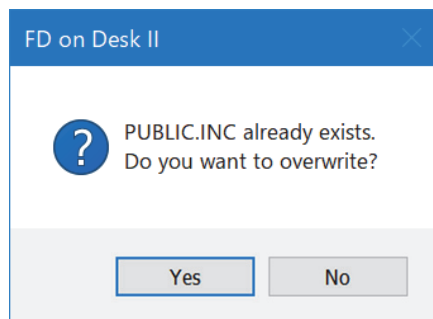 FD on Desk II
PUBLIC.INC already exists.
Do you want to overwrite?
Yes
No